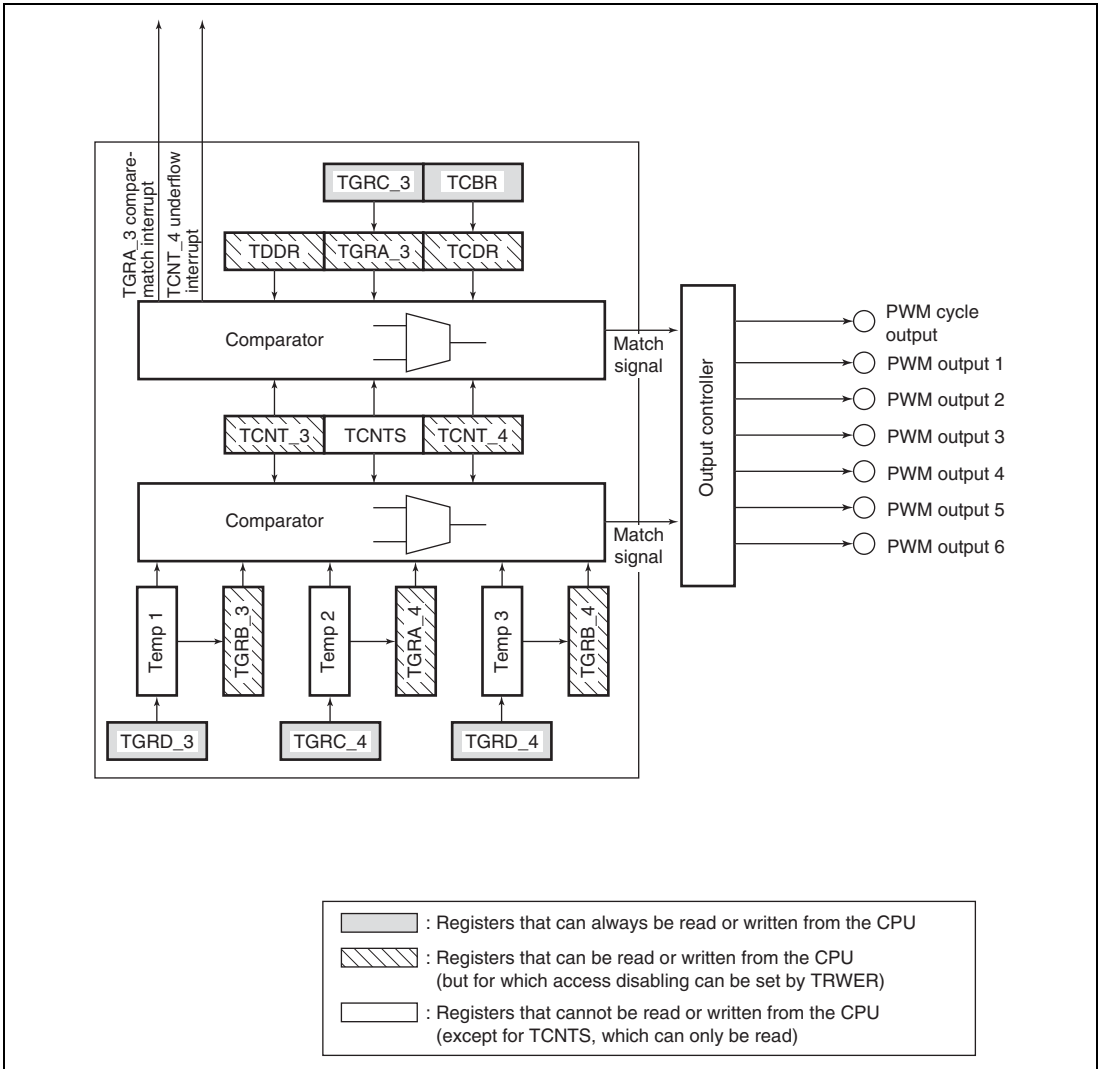 TGRA_3 compare-
match interrupt
TCNT_4 underflow
interrupt
TGRC_3
TCBR
TDDR
TGRA_3
TCDR
Comparator
Match
signal
TCNT_3
TCNTS
TCNT_4
Comparator
Match
signal
Temp 1
TGRB_3
Temp 2
TGRA_4
Temp 3
TGRB_4
TGRD_3
TGRC_4
TGRD_4
Output controller
PWM cycle
output
PWM output 1
PWM output 2
PWM output 3
PWM output 4
PWM output 5
PWM output 6
: Registers that can always be read or written from the CPU
: Registers that can be read or written from the CPU
(but for which access disabling can be set by TRWER)
: Registers that cannot be read or written from the CPU
(except for TCNTS, which can only be read)